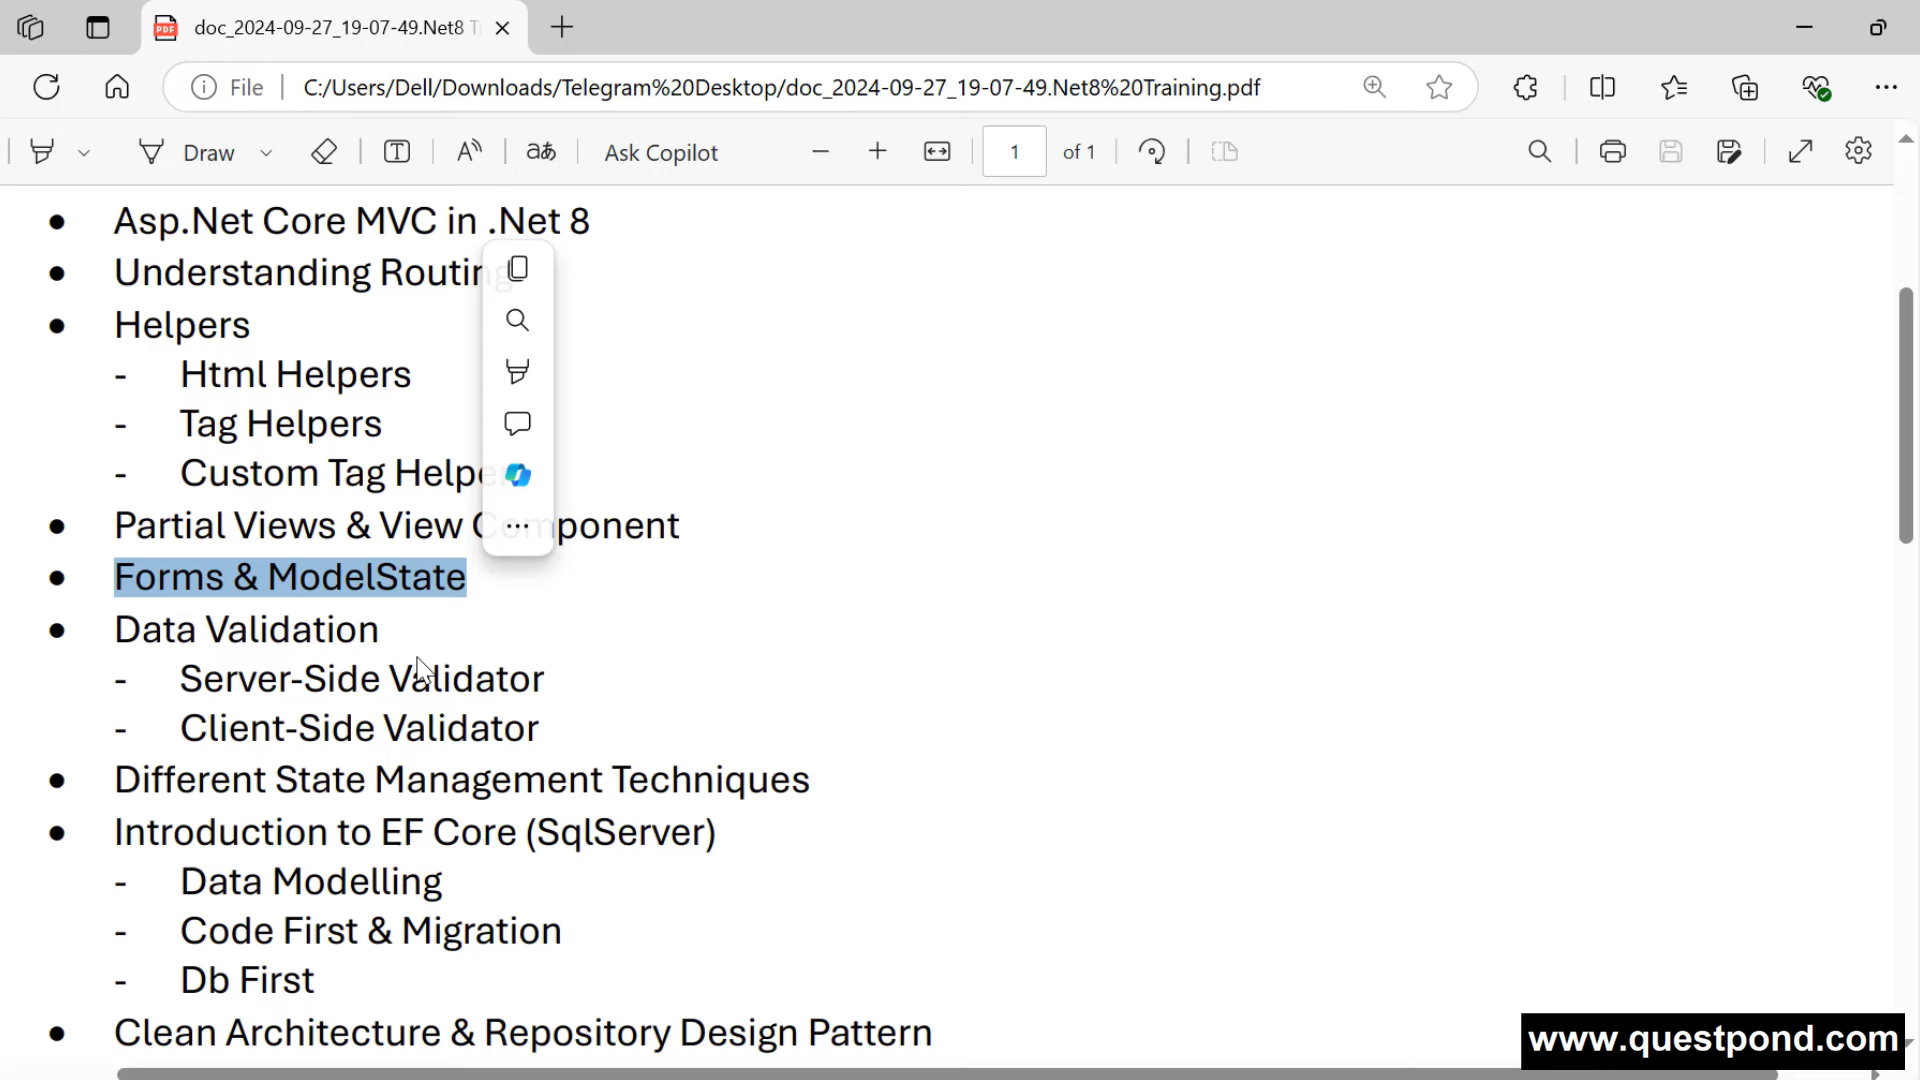 doc_2024-09-27_19-07-49.Net8 T
File
C:/Users/Dell/Downloads/Telegram%20Desktop/doc_2024-09-27_19-07-49.Net8%20Training.pdf
Draw
Ask Copilot
1
of 1
• Asp.Net Core MVC in .Net 8
• Understanding Routing
• Helpers
- Html Helpers
- Tag Helpers
- Custom Tag Helper
• Partial Views & View Component
• Forms & ModelState
• Data Validation
- Server-Side Validator
- Client-Side Validator
• Different State Management Techniques
• Introduction to EF Core (SqlServer)
- Data Modelling
- Code First & Migration
- Db First
• Clean Architecture & Repository Design Pattern
www.questpond.com